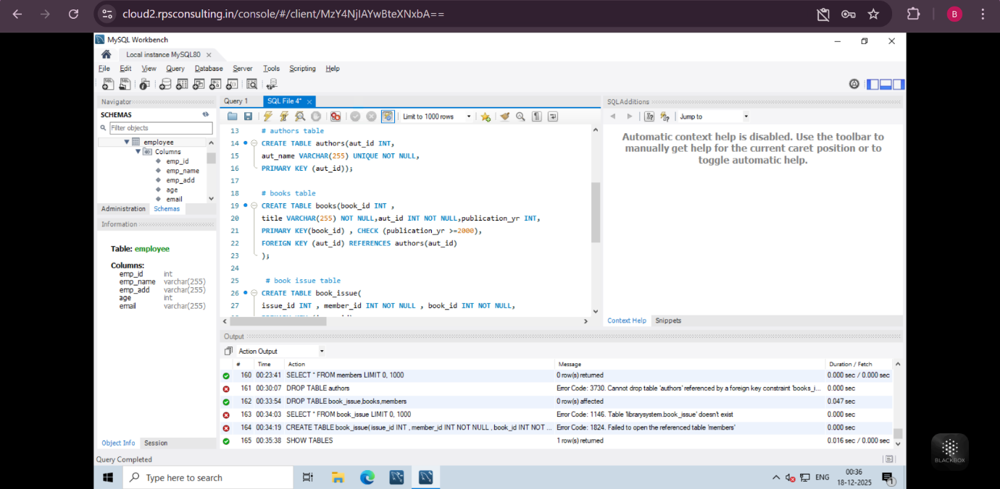 cloud2.rpsconsulting.in/console/#/client/MzY4NjIAYwBteXNxbA==
B
MySQL Workbench
Local instance MySQL80
File Edit View Query Database Server Tools Scripting Help
Navigator
SCHEMAS
Filter objects
employee
Columns
emp_id
emp_name
emp_add
age
email
Administration Schemas
Information
Table: employee
Columns:
emp_id int
emp_name varchar(255)
emp_add varchar(255)
age int
email varchar(255)
Object Info Session
Query 1 SQL File 4*
Limit to 1000 rows
13 # authors table
14 CREATE TABLE authors(aut_id INT,
15 aut_name VARCHAR(255) UNIQUE NOT NULL,
16 PRIMARY KEY (aut_id));
17
18 # books table
19 CREATE TABLE books(book_id INT ,
20 title VARCHAR(255) NOT NULL,aut_id INT NOT NULL,publication_yr INT,
21 PRIMARY KEY(book_id) , CHECK (publication_yr >=2000),
22 FOREIGN KEY (aut_id) REFERENCES authors(aut_id)
23 );
24
25 # book issue table
26 CREATE TABLE book_issue(
27 issue_id INT , member_id INT NOT NULL , book_id INT NOT NULL,
SQLAdditions
Jump to
Automatic context help is disabled. Use the toolbar to
manually get help for the current caret position or to
toggle automatic help.
Context Help Snippets
Output
Action Output
# Time Action Message Duration / Fetch
160 00:23:41 SELECT * FROM members LIMIT 0, 1000 0 row(s) returned 0.000 sec / 0.000 sec
161 00:30:07 DROP TABLE authors Error Code: 3730. Cannot drop table 'authors' referenced by a foreign key constraint 'books_i... 0.000 sec
162 00:33:54 DROP TABLE book_issue,books,members 0 row(s) affected 0.047 sec
163 00:34:03 SELECT * FROM book_issue LIMIT 0, 1000 Error Code: 1146. Table 'librarysystem.book_issue' doesn't exist 0.000 sec
164 00:34:19 CREATE TABLE book_issue( issue_id INT , member_id INT NOT NULL , book_id INT NOT ... Error Code: 1824. Failed to open the referenced table 'members' 0.000 sec
165 00:35:38 SHOW TABLES 1 row(s) returned 0.016 sec / 0.000 sec
Query Completed
BLACKBOX
Type here to search
ENG
00:36
18-12-2025
1